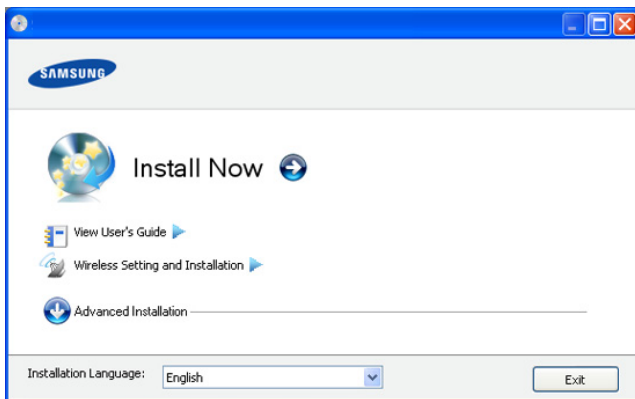 SAMSUNG
Install Now
View User's Guide
Wireless Setting and Installation
Advanced Installation
Installation Language: English Exit